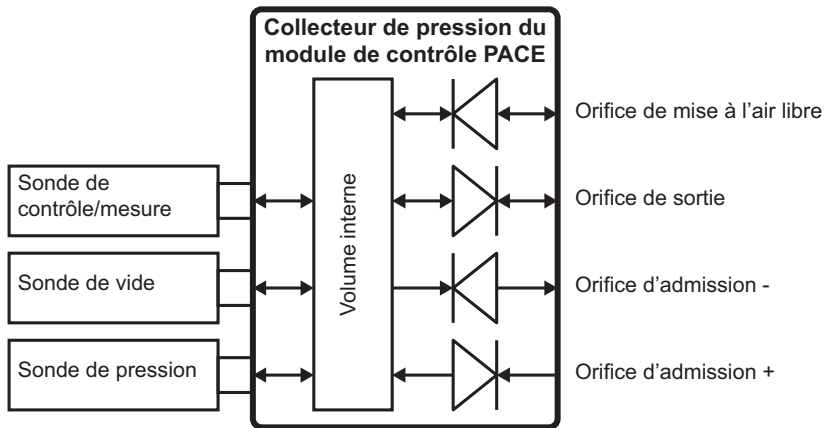 Collecteur de pression du
module de contrôle PACE
Orifice de mise à l’air libre
Sonde de
contrôle/mesure
Volume interne
Orifice de sortie
Sonde de vide
Orifice d’admission -
Sonde de pression
Orifice d’admission +